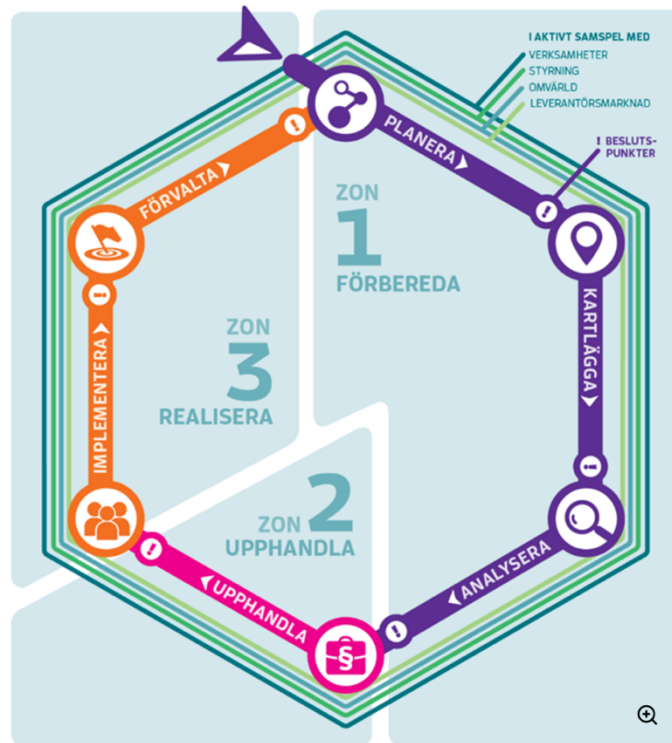 I AKTIVT SAMSPEL MED
VERKSAMHETER
STYRNING
OMVÄRLD
LEVERANTÖRSMARKNAD
! BESLUTS-
PUNKTER
PLANERA
!
KARTLÄGGA
!
ANALYSERA
!
§
UPPHANDLA
!
IMPLEMENTERA
!
FÖRVALTA
!
ZON
1
FÖRBEREDA
ZON
3
REALISERA
ZON 2
UPPHANDLA